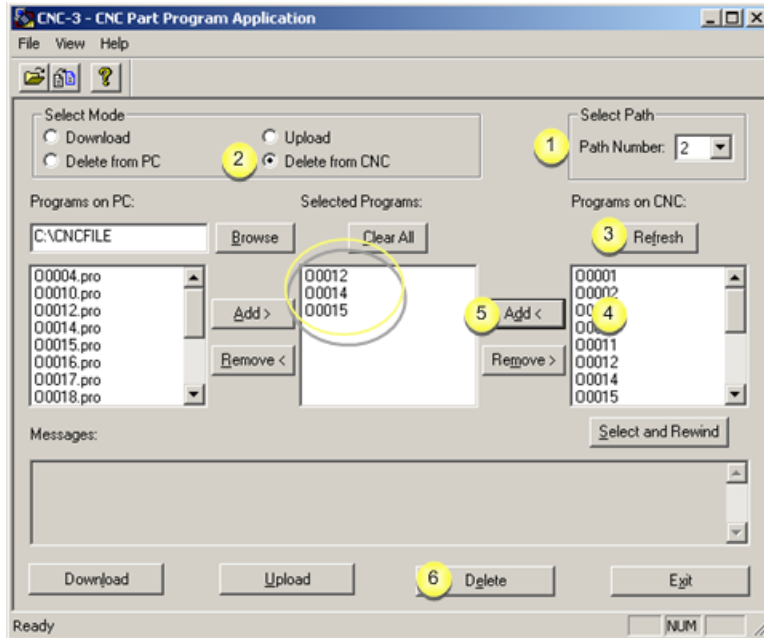 CNC-3 - CNC Part Program Application
File View Help
Select Mode
Download
Upload
Delete from PC
2
Delete from CNC
Select Path
1
Path Number: 2
Programs on PC:
Selected Programs:
Programs on CNC:
C:\CNCFILE
Browse
Clear All
3
Refresh
O0004.pro
O0010.pro
O0012.pro
O0014.pro
O0015.pro
O0016.pro
O0017.pro
O0018.pro
Add >
Remove <
O0012
O0014
O0015
5
Add <
Remove >
O0001
O0002
4
O0011
O0012
O0014
O0015
Select and Rewind
Messages:
Download
Upload
6
Delete
Exit
Ready
NUM